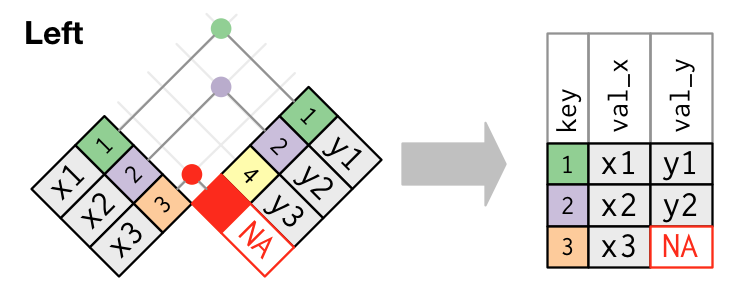 Left
1 x1
2 x2
3 x3
1 y1
2 y2
4 y3
NA
key val_x val_y
1 x1 y1
2 x2 y2
3 x3 NA